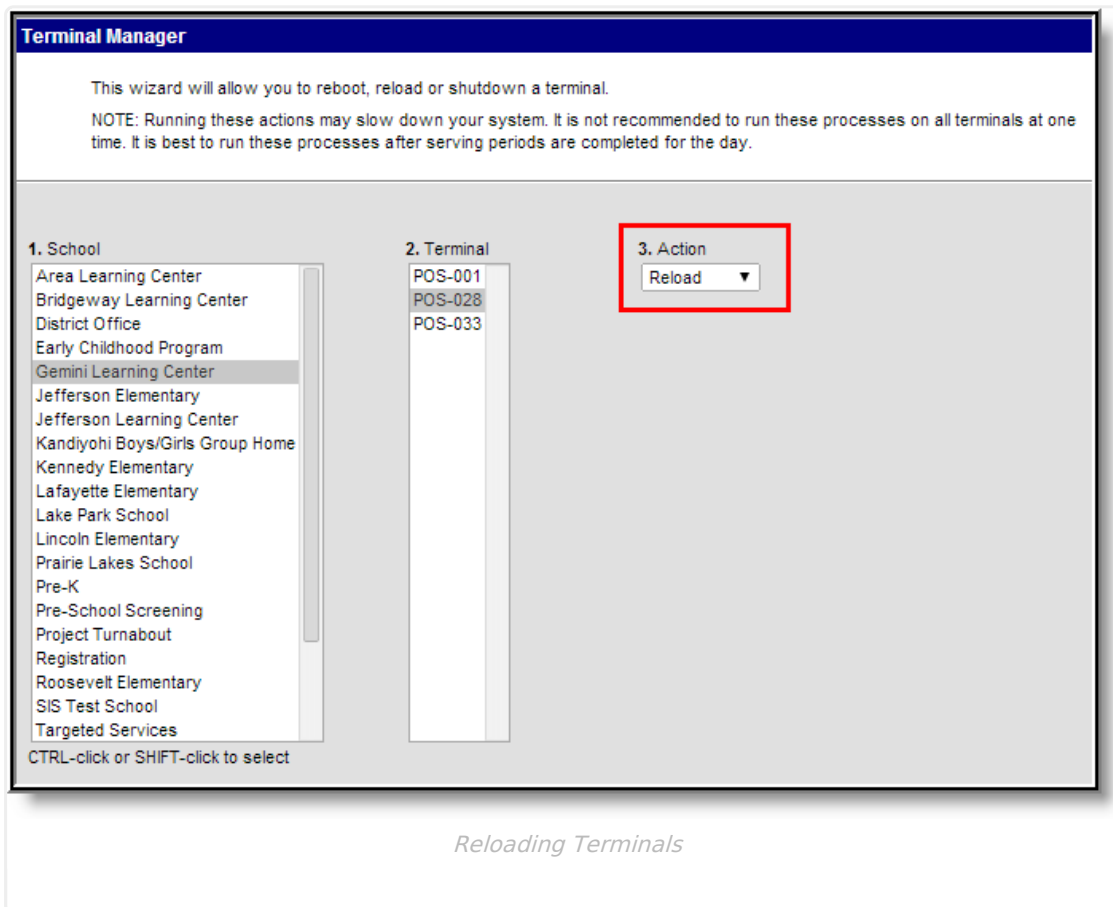 Terminal Manager
This wizard will allow you to reboot, reload or shutdown a terminal.
NOTE: Running these actions may slow down your system. It is not recommended to run these processes on all terminals at one
time. It is best to run these processes after serving periods are completed for the day.
1. School
Area Learning Center
Bridgeway Learning Center
District Office
Early Childhood Program
Gemini Learning Center
Jefferson Elementary
Jefferson Learning Center
Kandiyohi Boys/Girls Group Home
Kennedy Elementary
Lafayette Elementary
Lake Park School
Lincoln Elementary
Prairie Lakes School
Pre-K
Pre-School Screening
Project Turnabout
Registration
Roosevelt Elementary
SIS Test School
Targeted Services
CTRL-click or SHIFT-click to select
2. Terminal
POS-001
POS-028
POS-033
3. Action
Reload
Reloading Terminals